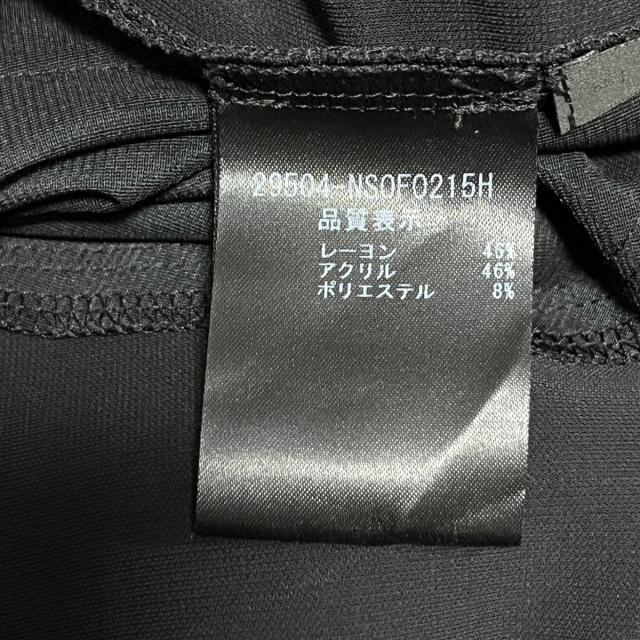 29504-NSOF0215H
品質表示
レーヨン 46%
アクリル 46%
ポリエステル 8%